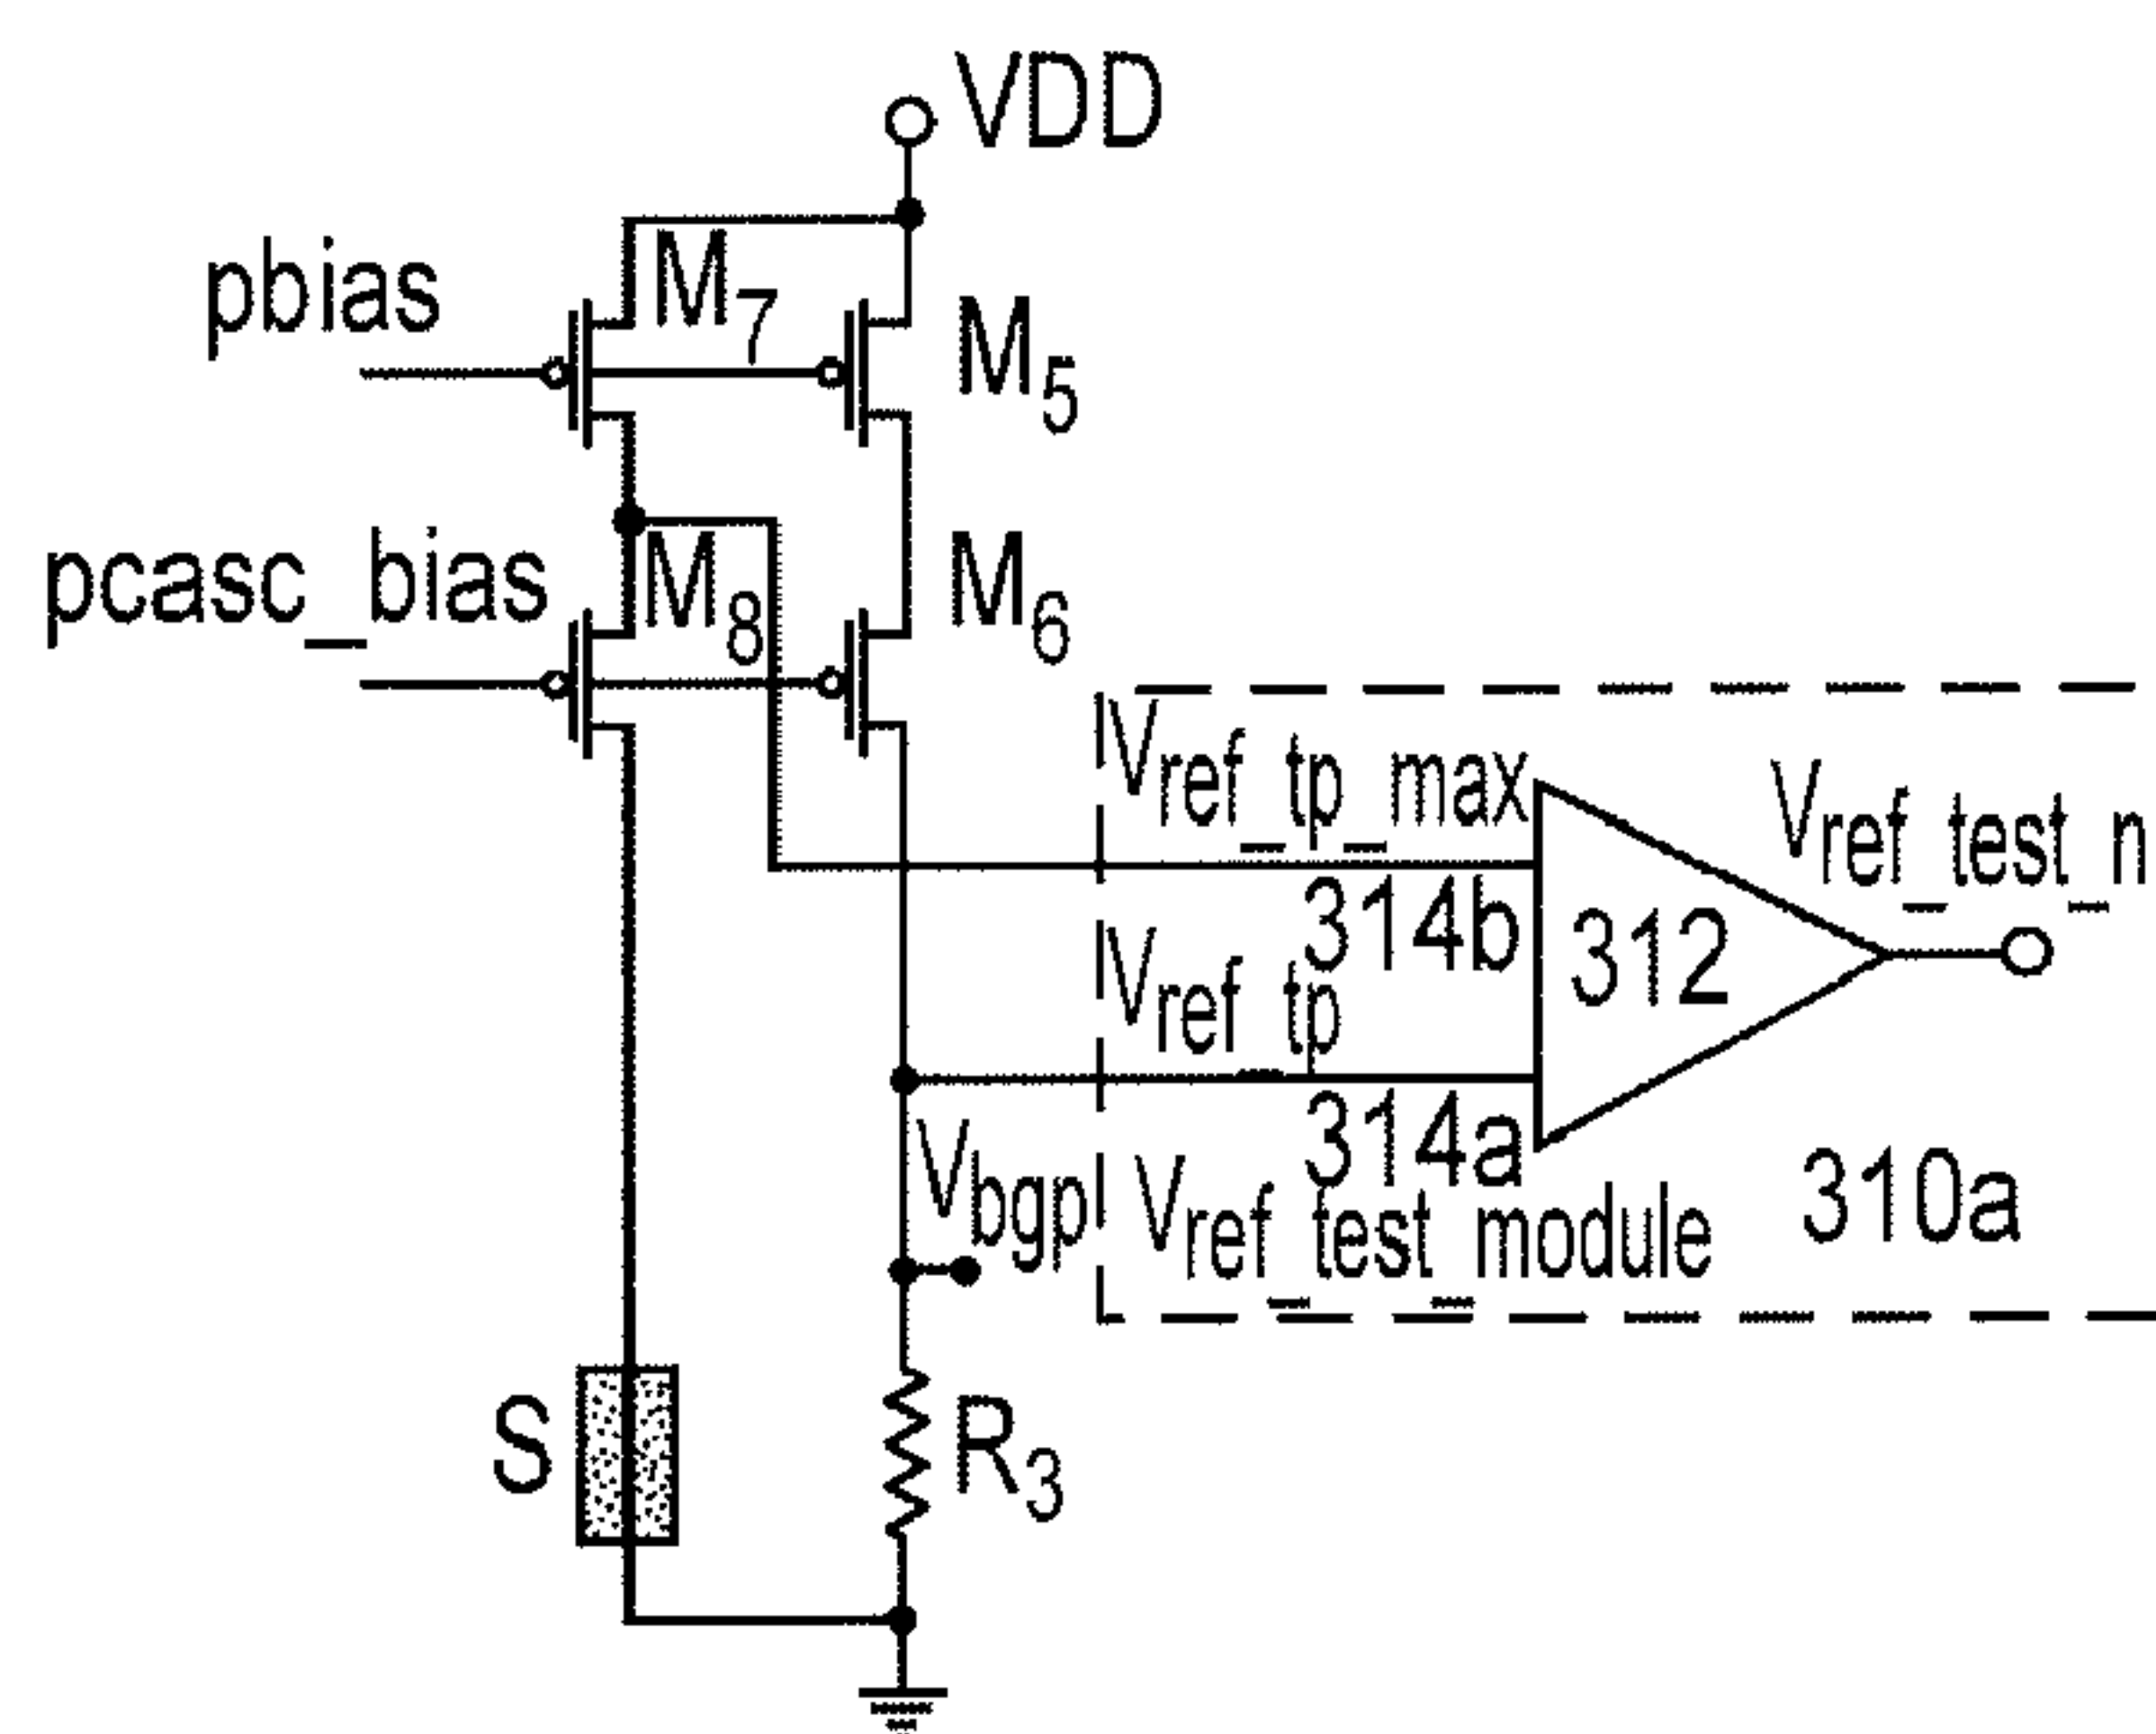 VDD
pbias
M7
M5
pcasc_bias
M8
M6
Vref_tp_max
Vref_test_n
314b
312
Vref_tp
314a
Vbgp
Vref_test_module
310a
S
R3